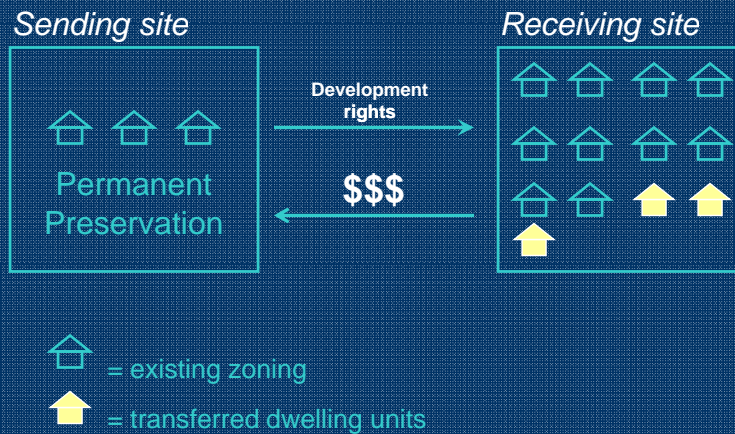 Sending site
Receiving site
Development
rights
Permanent
Preservation
$$$
= existing zoning
= transferred dwelling units